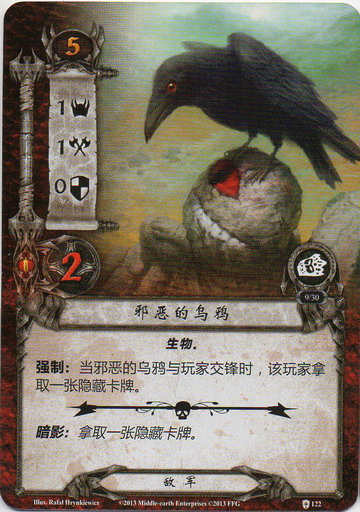 5
1
1
0
2
9/30
邪恶的乌鸦
生物。
强制：当邪恶的乌鸦与玩家交锋时，该玩家拿
取一张隐藏卡牌。
暗影：拿取一张隐藏卡牌。
敌军
Illus. Rafał Hrynkiewicz ©2013 Middle-earth Enterprises ©2013 FFG 122